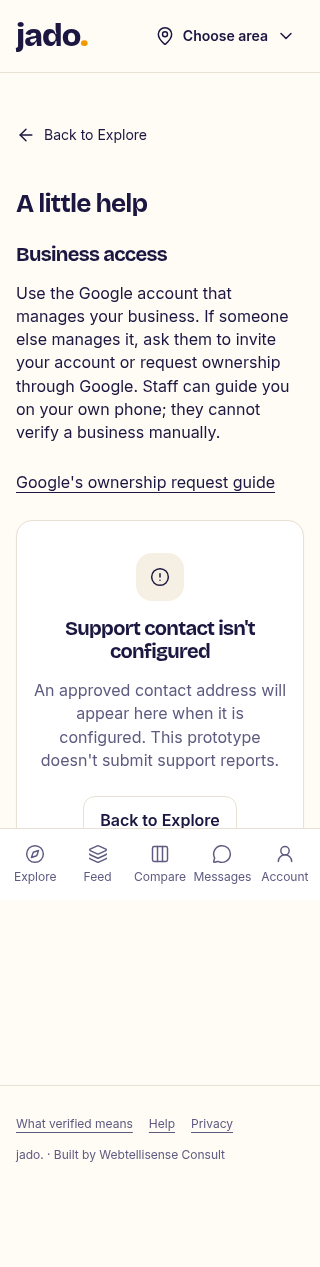 jado.
Choose area
Back to Explore
A little help
Business access
Use the Google account that
manages your business. If someone
else manages it, ask them to invite
your account or request ownership
through Google. Staff can guide you
on your own phone; they cannot
verify a business manually.
Google's ownership request guide
Support contact isn't
configured
An approved contact address will
appear here when it is
configured. This prototype
doesn't submit support reports.
Back to Explore
Explore Feed Compare Messages Account
What verified means Help Privacy
jado. · Built by Webtellisense Consult